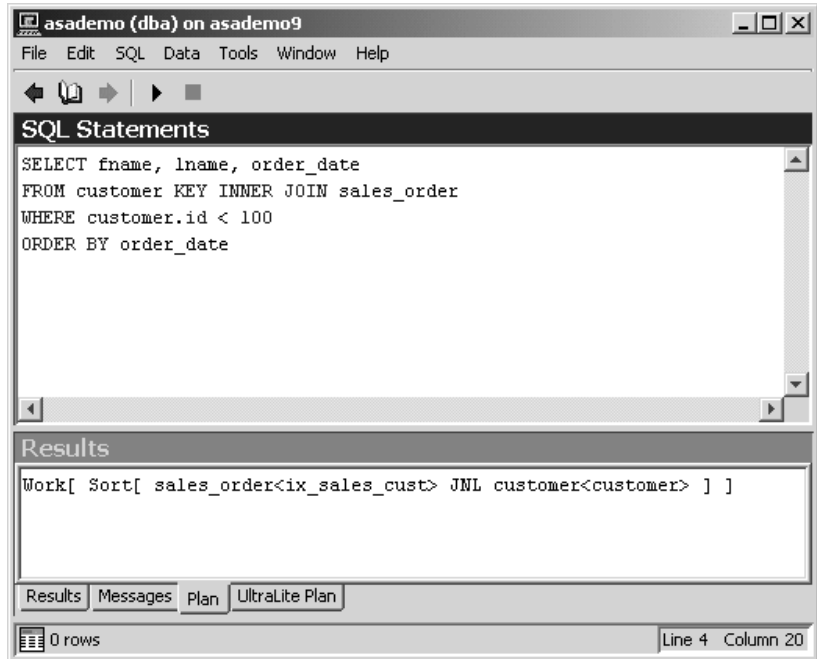 asademo (dba) on asademo9
File Edit SQL Data Tools Window Help
SQL Statements
SELECT fname, lname, order_date
FROM customer KEY INNER JOIN sales_order
WHERE customer.id < 100
ORDER BY order_date
Results
Work[ Sort[ sales_order<ix_sales_cust> JNL customer<customer> ] ]
Results Messages Plan UltraLite Plan
0 rows Line 4 Column 20